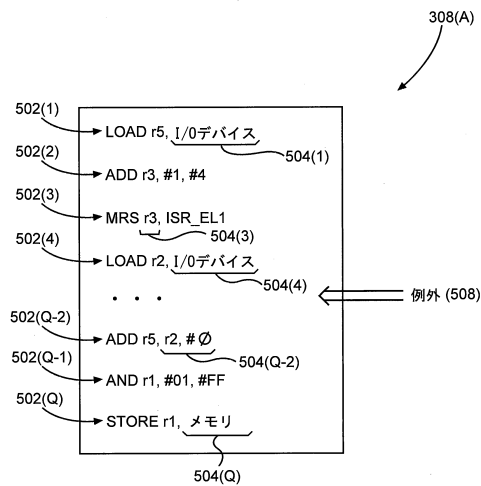 308(A)
502(1)
LOAD r5, I/0デバイス
504(1)
502(2)
ADD r3, #1, #4
502(3)
MRS r3, ISR_EL1
504(3)
502(4)
LOAD r2, I/0デバイス
504(4)
• • •
例外 (508)
502(Q-2)
ADD r5, r2, #Ø
504(Q-2)
502(Q-1)
AND r1, #01, #FF
502(Q)
STORE r1, メモリ
504(Q)